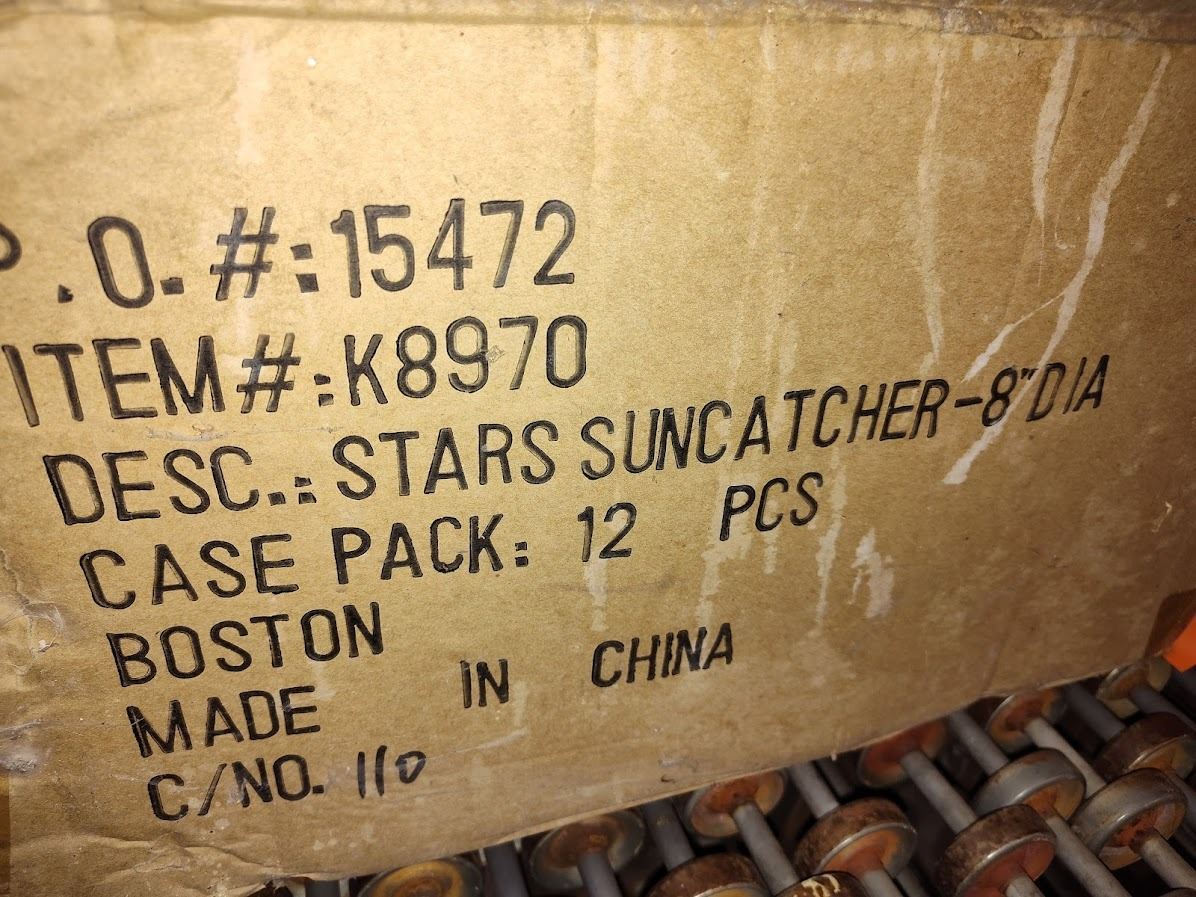 P.O.#:15472
ITEM#:K8970
DESC.:STARS SUNCATCHER-8"DIA
CASE PACK: 12 PCS
BOSTON
MADE IN CHINA
C/NO. 110